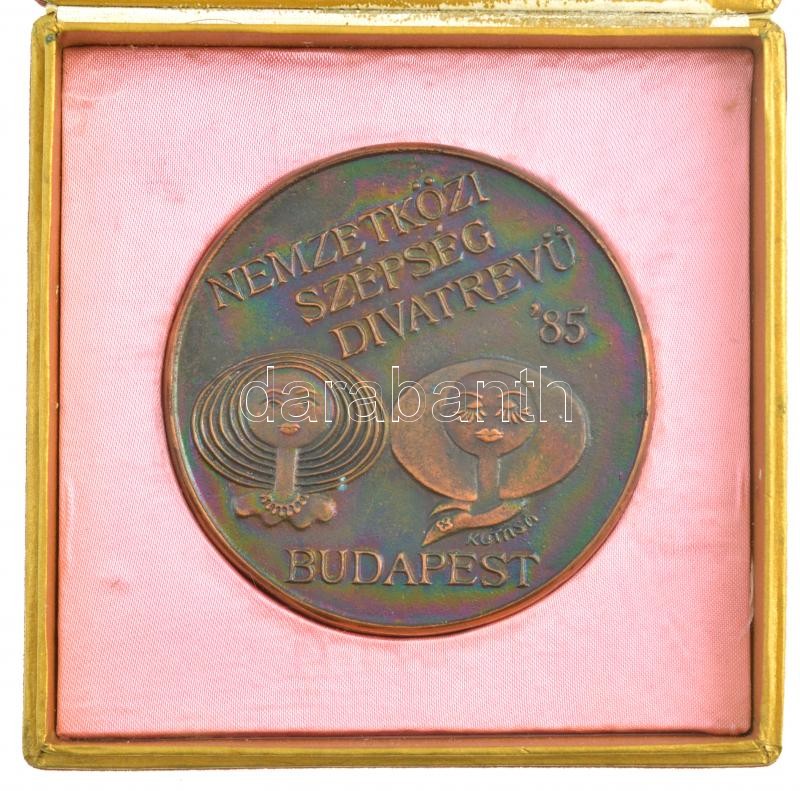 NEMZETKÖZI
SZÉPSÉG
DIVATREVÜ
'85
darabanth
BUDAPEST